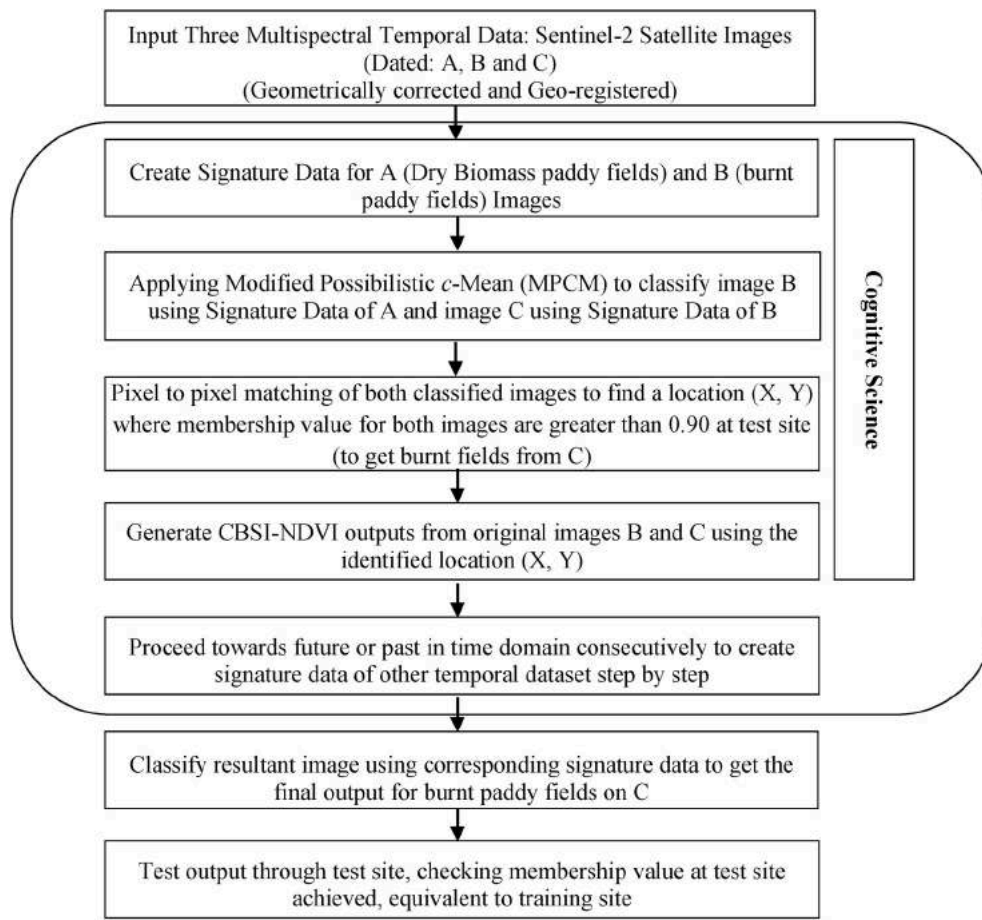 Input Three Multispectral Temporal Data: Sentinel-2 Satellite Images
(Dated: A, B and C)
(Geometrically corrected and Geo-registered)
Create Signature Data for A (Dry Biomass paddy fields) and B (burnt
paddy fields) Images
Applying Modified Possibilistic c-Mean (MPCM) to classify image B
using Signature Data of A and image C using Signature Data of B
Pixel to pixel matching of both classified images to find a location (X, Y)
where membership value for both images are greater than 0.90 at test site
(to get burnt fields from C)
Generate CBSI-NDVI outputs from original images B and C using the
identified location (X, Y)
Proceed towards future or past in time domain consecutively to create
signature data of other temporal dataset step by step
Cognitive Science
Classify resultant image using corresponding signature data to get the
final output for burnt paddy fields on C
Test output through test site, checking membership value at test site
achieved, equivalent to training site